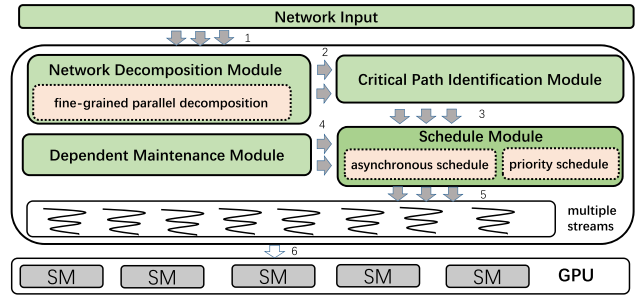 Network Input
1
2
Network Decomposition Module
fine-grained parallel decomposition
Critical Path Identification Module
3
4
Dependent Maintenance Module
Schedule Module
asynchronous schedule
priority schedule
5
multiple
streams
6
SM
SM
SM
SM
SM
GPU